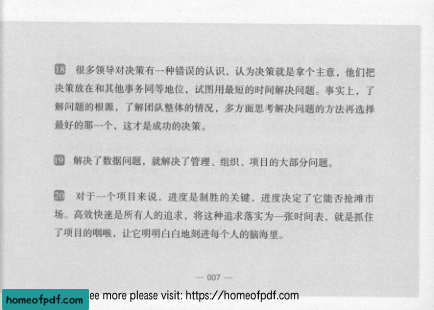 18 很多领导对决策有一种错误的认识，认为决策就是拿个主意，他们把
决策放在和其他事务同等地位，试图用最短的时间解决问题。事实上，了
解问题的根源，了解团队整体的情况，多方面思考解决问题的方法再选择
最好的那一个，这才是成功的决策。
19 解决了数据问题，就解决了管理、组织、项目的大部分问题。
20 对于一个项目来说，进度是制胜的关键，进度决定了它能否抢滩市
场。高效快速是所有人的追求，将这种追求落实为一张时间表，就是抓住
了项目的咽喉，让它明明白白地刻进每个人的脑海里。
— 007 —
homeofpdf.com
ee more please visit: https://homeofpdf.com